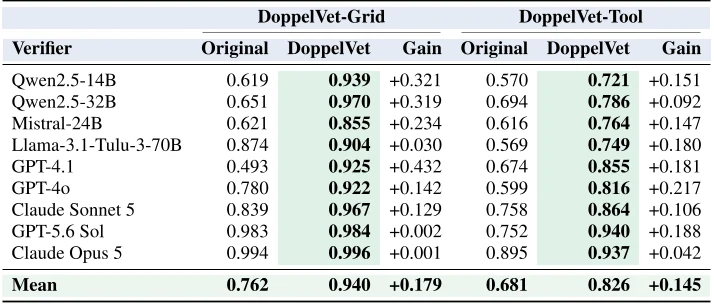 DoppelVet-Grid DoppelVet-Tool
Verifier Original DoppelVet Gain Original DoppelVet Gain
Qwen2.5-14B 0.619 0.939 +0.321 0.570 0.721 +0.151
Qwen2.5-32B 0.651 0.970 +0.319 0.694 0.786 +0.092
Mistral-24B 0.621 0.855 +0.234 0.616 0.764 +0.147
Llama-3.1-Tulu-3-70B 0.874 0.904 +0.030 0.569 0.749 +0.180
GPT-4.1 0.493 0.925 +0.432 0.674 0.855 +0.181
GPT-4o 0.780 0.922 +0.142 0.599 0.816 +0.217
Claude Sonnet 5 0.839 0.967 +0.129 0.758 0.864 +0.106
GPT-5.6 Sol 0.983 0.984 +0.002 0.752 0.940 +0.188
Claude Opus 5 0.994 0.996 +0.001 0.895 0.937 +0.042
Mean 0.762 0.940 +0.179 0.681 0.826 +0.145